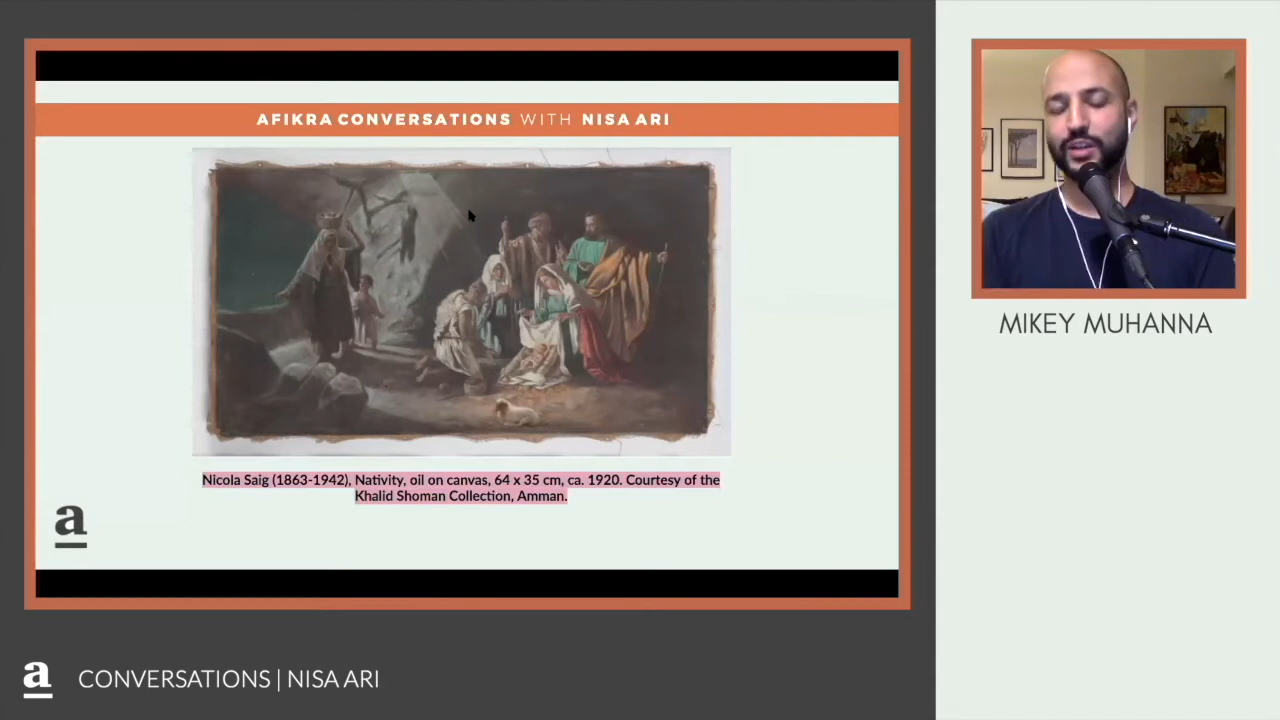 AFIKRA CONVERSATIONS WITH NISA ARI
Nicola Saig (1863-1942), Nativity, oil on canvas, 64 x 35 cm, ca. 1920. Courtesy of the
Khalid Shoman Collection, Amman.
a
MIKEY MUHANNA
a CONVERSATIONS | NISA ARI